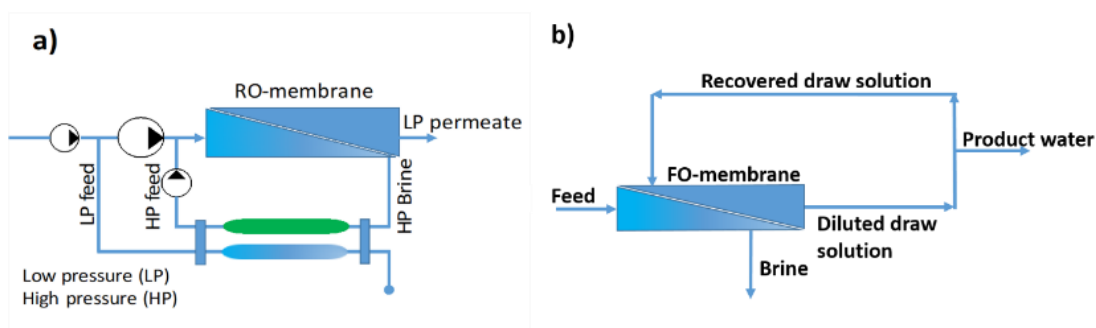 a)
RO-membrane
LP permeate
LP feed
HP feed
HP Brine
Low pressure (LP)
High pressure (HP)
b)
Recovered draw solution
Product water
FO-membrane
Feed
Diluted draw
solution
Brine